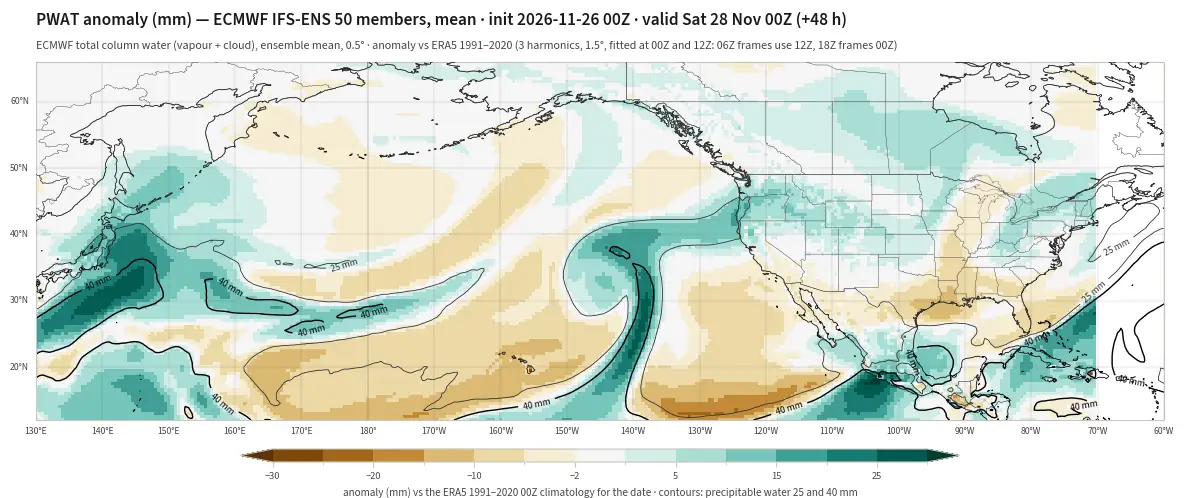 PWAT anomaly (mm) — ECMWF IFS-ENS 50 members, mean · init 2026-11-26 00Z · valid Sat 28 Nov 00Z (+48 h)
ECMWF total column water (vapour + cloud), ensemble mean, 0.5° · anomaly vs ERA5 1991–2020 (3 harmonics, 1.5°, fitted at 00Z and 12Z: 06Z frames use 12Z, 18Z frames 00Z)
60°N
50°N
40°N
25 mm
25 mm
40 mm
40 mm
25 mm
30°N
40 mm
40 mm
40 mm
40 mm
20°N
40 mm
40 mm
40 mm
40 mm
40 mm
130°E 140°E 150°E 160°E 170°E 180° 170°W 160°W 150°W 140°W 130°W 120°W 110°W 100°W 90°W 80°W 70°W 60°W
−30 −20 −10 −2 5 15 25
anomaly (mm) vs the ERA5 1991–2020 00Z climatology for the date · contours: precipitable water 25 and 40 mm